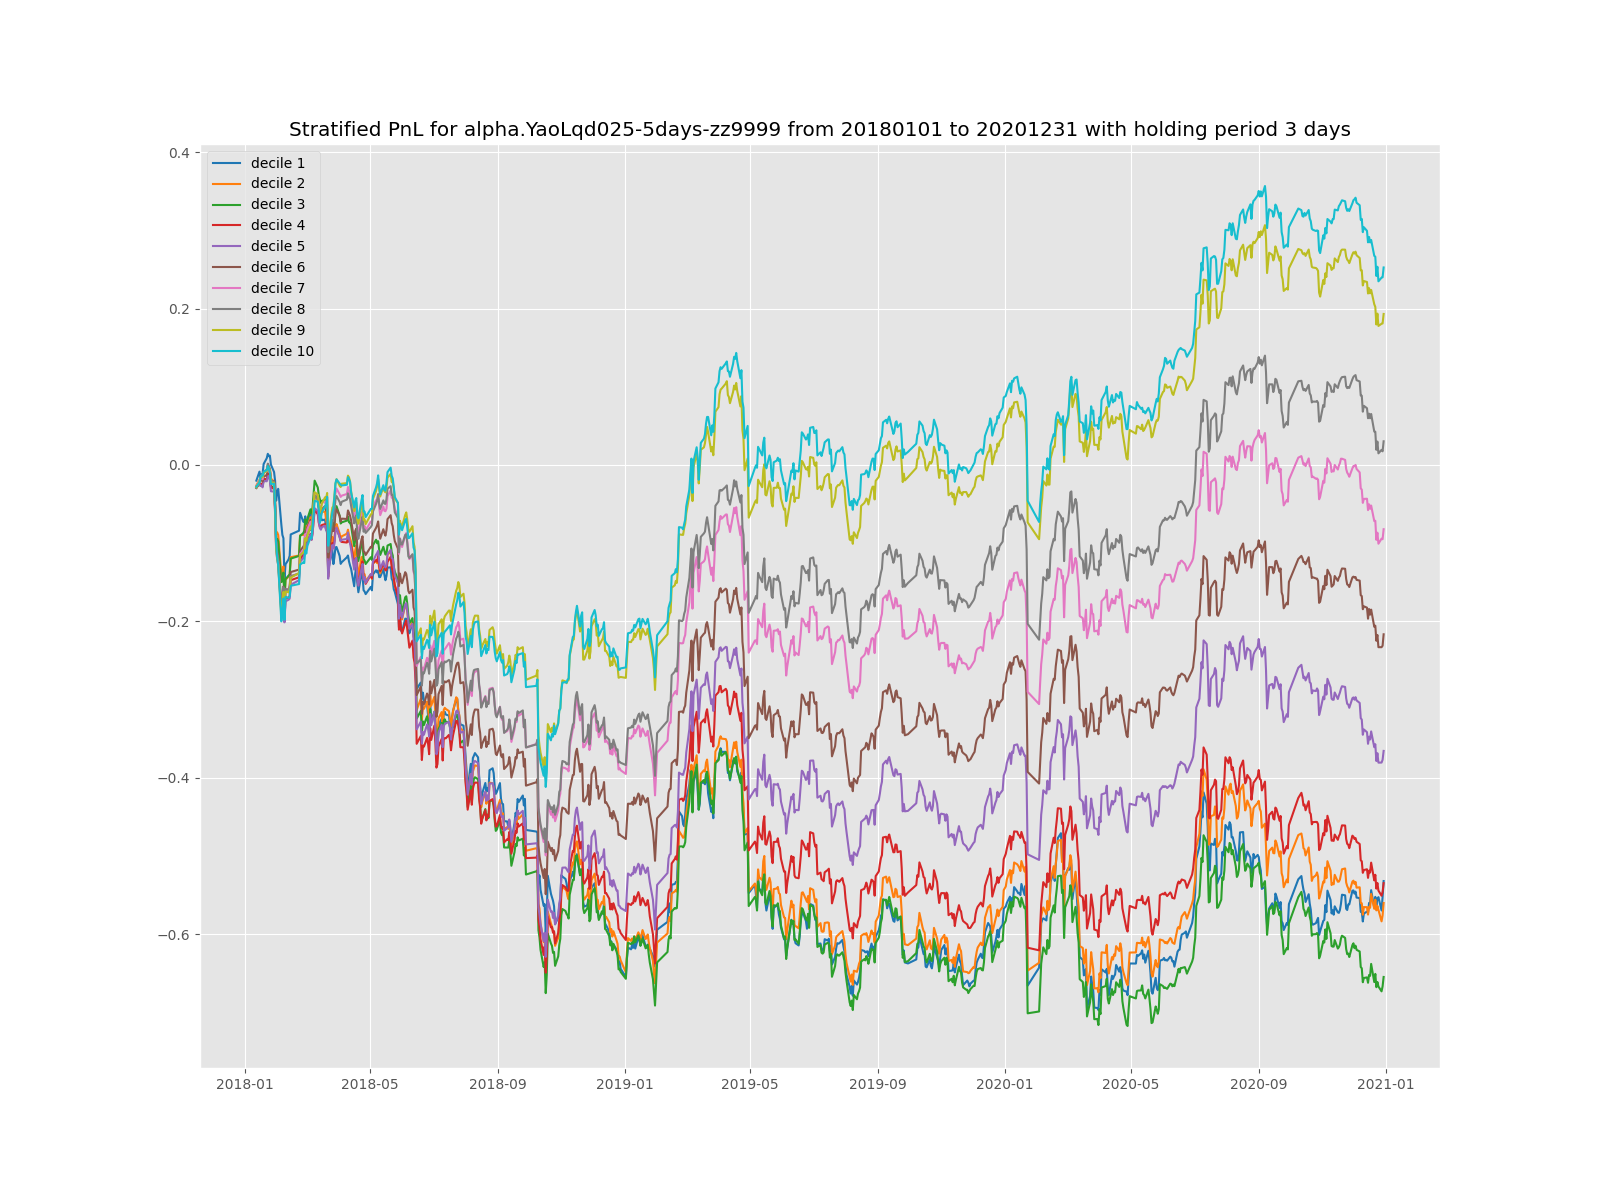 Stratified PnL for alpha.YaoLqd025-5days-zz9999 from 20180101 to 20201231 with holding period 3 days
0.4
0.2
0.0
−0.2
−0.4
−0.6
decile 1
decile 2
decile 3
decile 4
decile 5
decile 6
decile 7
decile 8
decile 9
decile 10
2018-01 2018-05 2018-09 2019-01 2019-05 2019-09 2020-01 2020-05 2020-09 2021-01